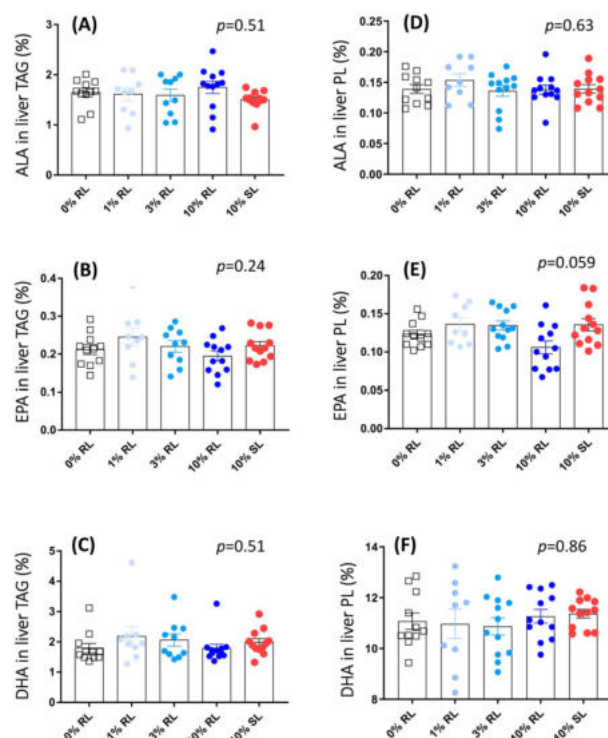 (A)
p=0.51
ALA in liver TAG (%)
3
2
1
0
0% RL
1% RL
3% RL
10% RL
10% SL
(D)
p=0.63
ALA in liver PL (%)
0.25
0.20
0.15
0.10
0.05
0.00
0% RL
1% RL
3% RL
10% RL
10% SL
(B)
p=0.24
EPA in liver TAG (%)
0.4
0.3
0.2
0.1
0.0
0% RL
1% RL
3% RL
10% RL
10% SL
(E)
p=0.059
EPA in liver PL (%)
0.20
0.15
0.10
0.05
0.00
0% RL
1% RL
3% RL
10% RL
10% SL
(C)
p=0.51
DHA in liver TAG (%)
5
4
3
2
1
0
0% RL
1% RL
3% RL
10% RL
10% SL
(F)
p=0.86
DHA in liver PL (%)
14
12
10
8
0% RL
1% RL
3% RL
10% RL
10% SL